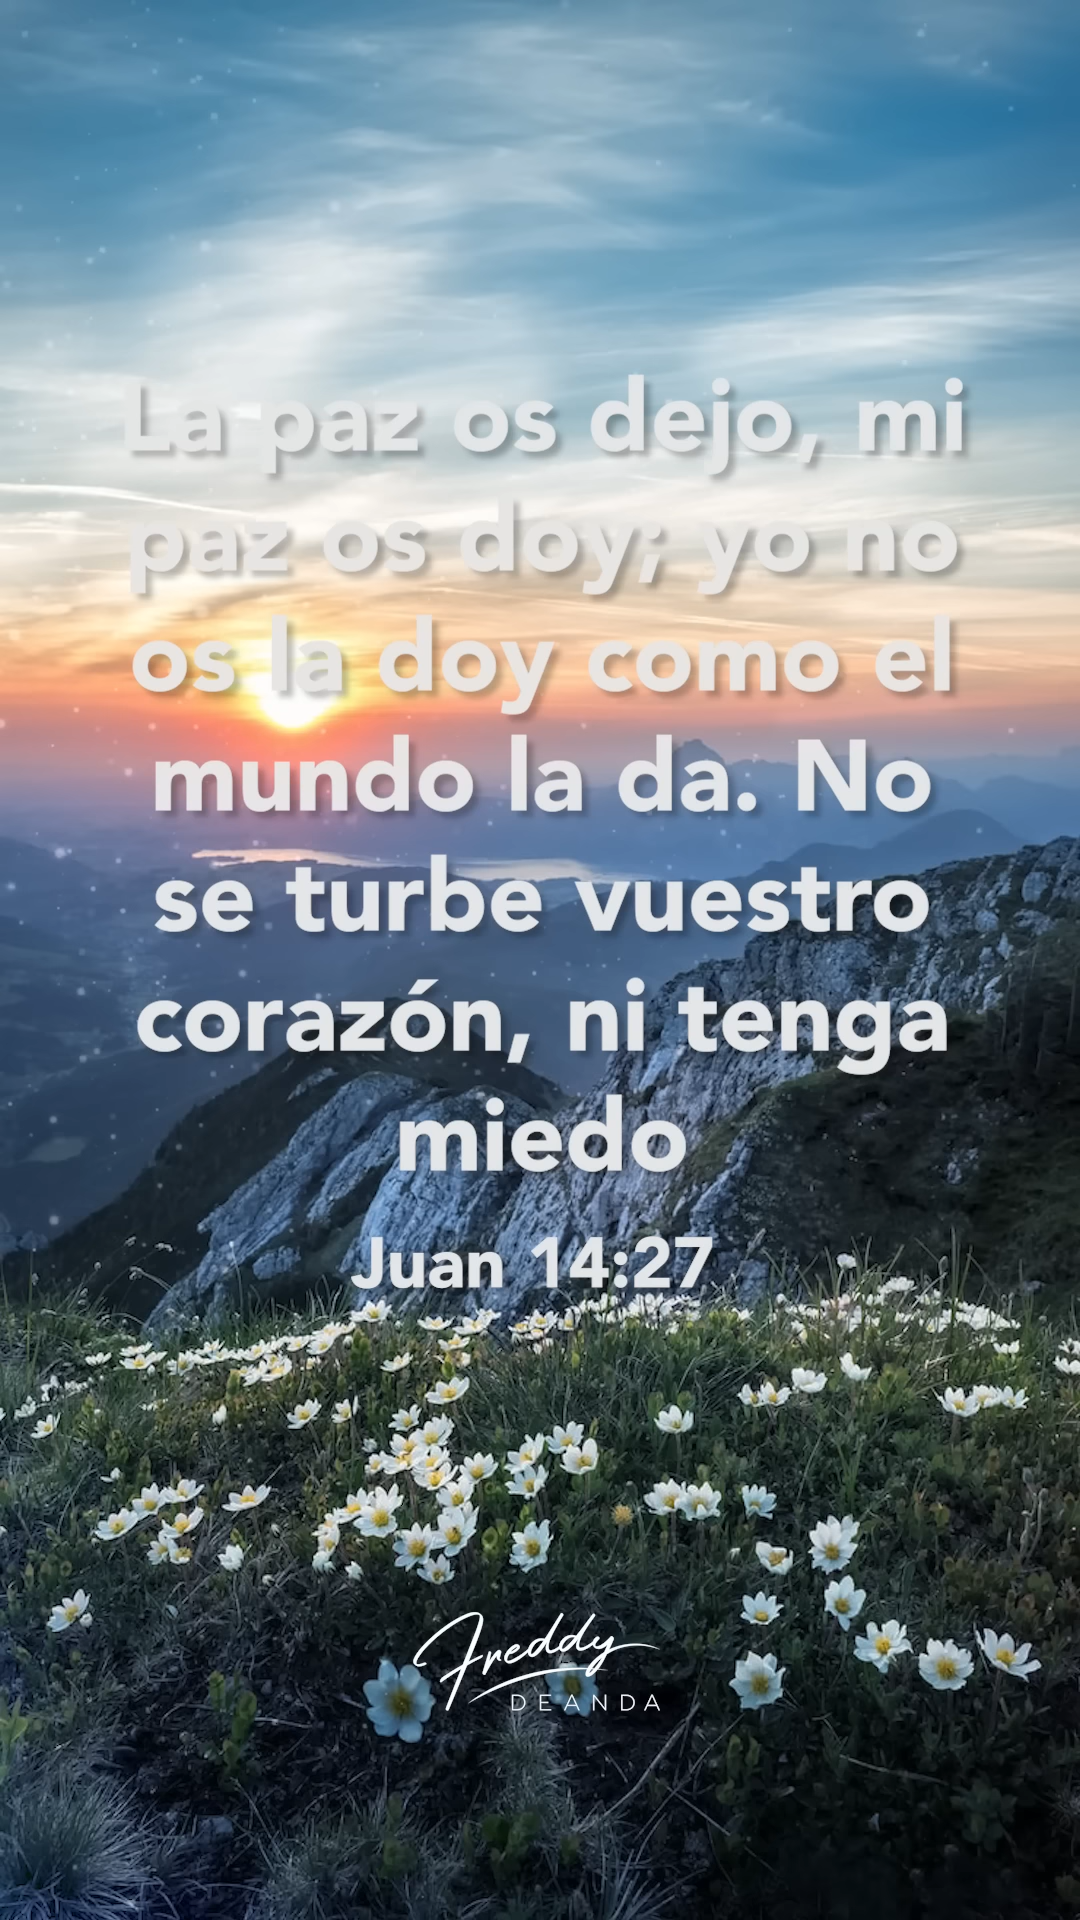 La paz os dejo, mi
paz os doy; yo no
os la doy como el
mundo la da. No
se turbe vuestro
corazón, ni tenga
miedo
Juan 14:27
Freddy
DEANDA